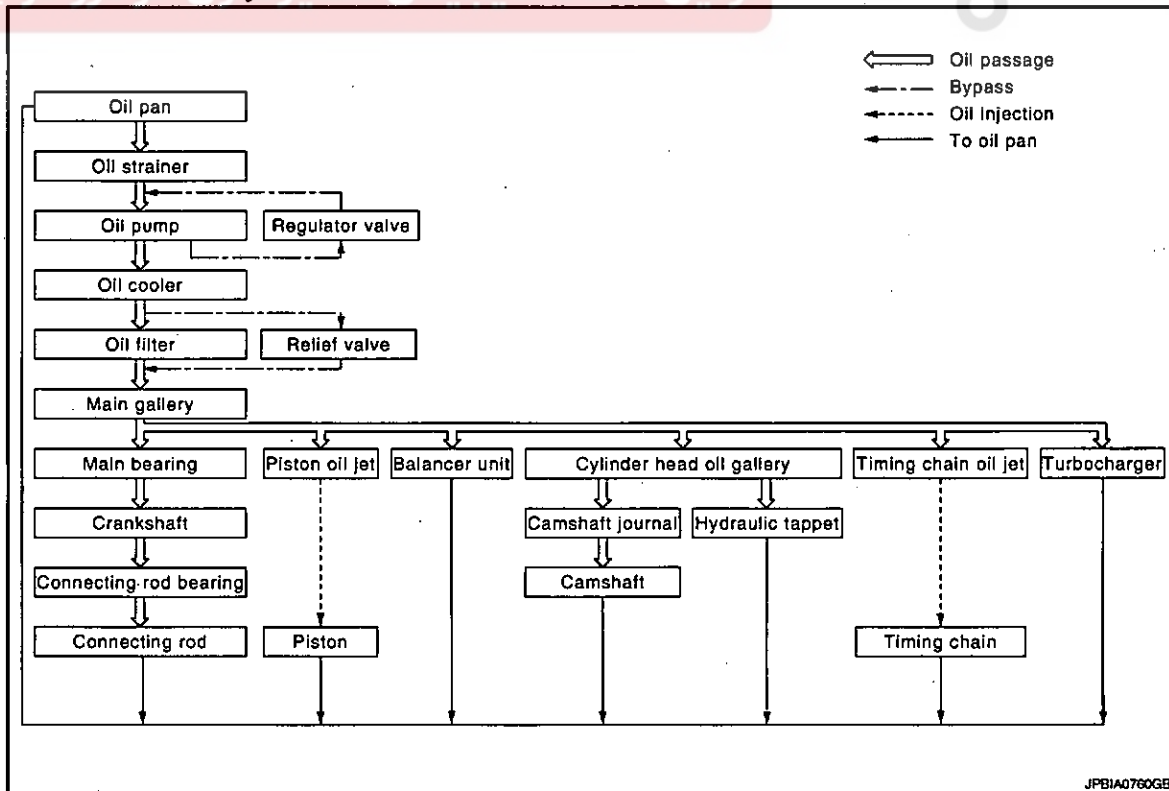 Oil passage
Bypass
Oil Injection
To oil pan
Oil pan
Oil strainer
Oil pump
Regulator valve
Oil cooler
Oil filter
Relief valve
Main gallery
Main bearing
Piston oil jet
Balancer unit
Cylinder head oil gallery
Timing chain oil jet
Turbocharger
Crankshaft
Camshaft journal
Hydraulic tappet
Connecting rod bearing
Camshaft
Connecting rod
Piston
Timing chain
JPBIA0760GB